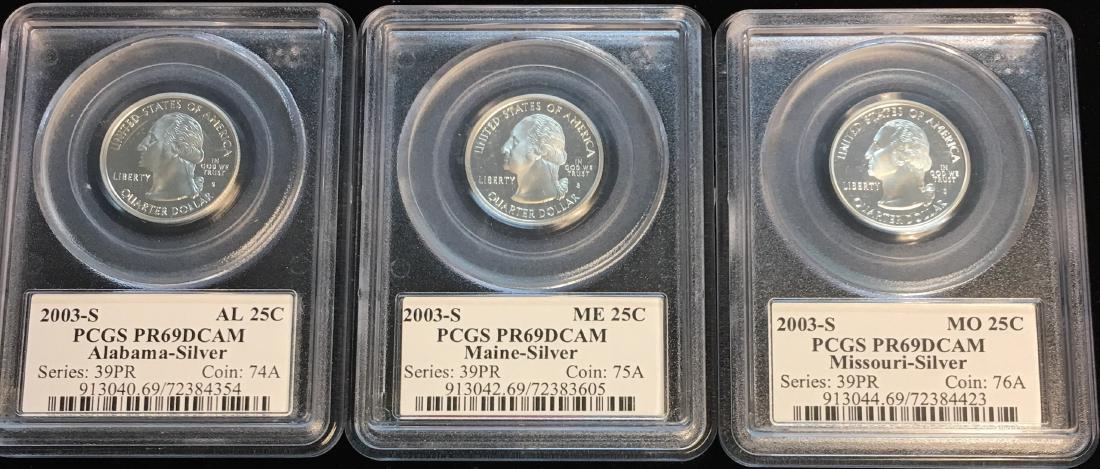 UNITED STATES OF AMERICA
LIBERTY
IN
GOD WE
TRUST
S
QUARTER DOLLAR
2003-S AL 25C
PCGS PR69DCAM
Alabama-Silver
Series: 39PR Coin: 74A
913040.69/72384354
UNITED STATES OF AMERICA
LIBERTY
IN
GOD WE
TRUST
S
QUARTER DOLLAR
2003-S ME 25C
PCGS PR69DCAM
Maine-Silver
Series: 39PR Coin: 75A
913042.69/72383605
UNITED STATES OF AMERICA
LIBERTY
IN
GOD WE
TRUST
S
QUARTER DOLLAR
2003-S MO 25C
PCGS PR69DCAM
Missouri-Silver
Series: 39PR Coin: 76A
913044.69/72384423